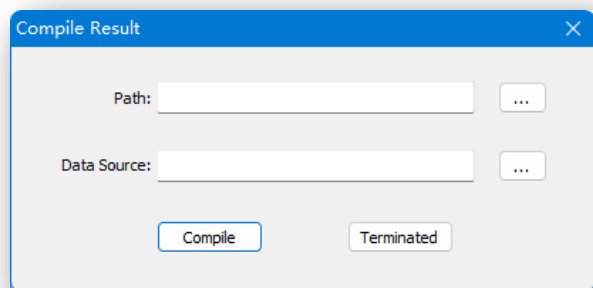 Compile Result
Path: ...
Data Source: ...
Compile Terminated